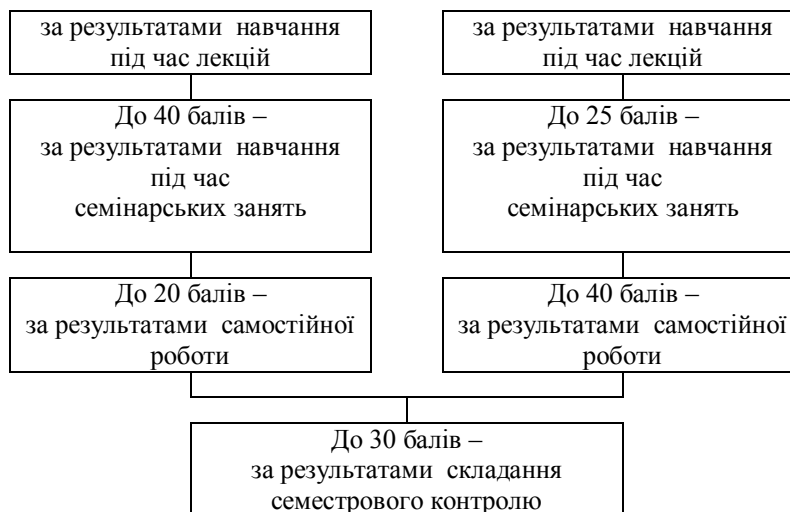 за результатами навчання
під час лекцій
До 40 балів –
за результатами навчання
під час
семінарських занять
До 20 балів –
за результатами самостійної
роботи
за результатами навчання
під час лекцій
До 25 балів –
за результатами навчання
під час
семінарських занять
До 40 балів –
за результатами самостійної
роботи
До 30 балів –
за результатами складання
семестрового контролю